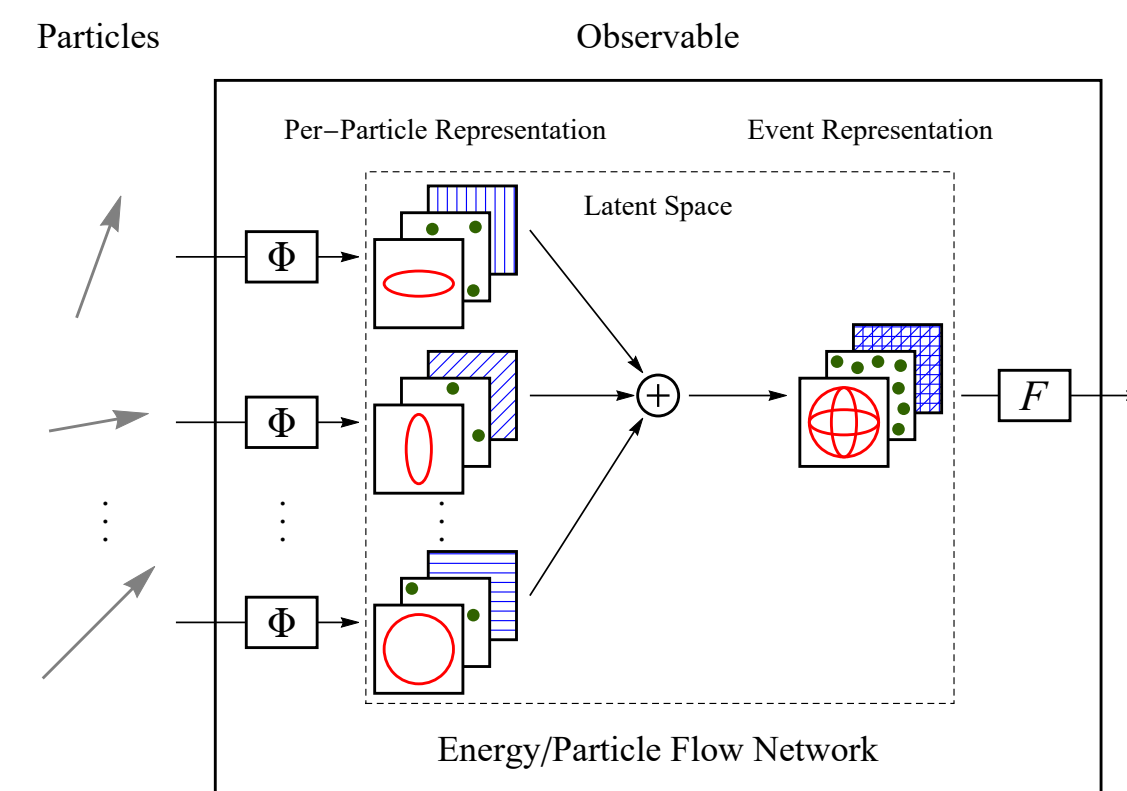 Particles
Observable
Per−Particle Representation
Event Representation
Latent Space
Φ
Φ
F
Φ
Energy/Particle Flow Network